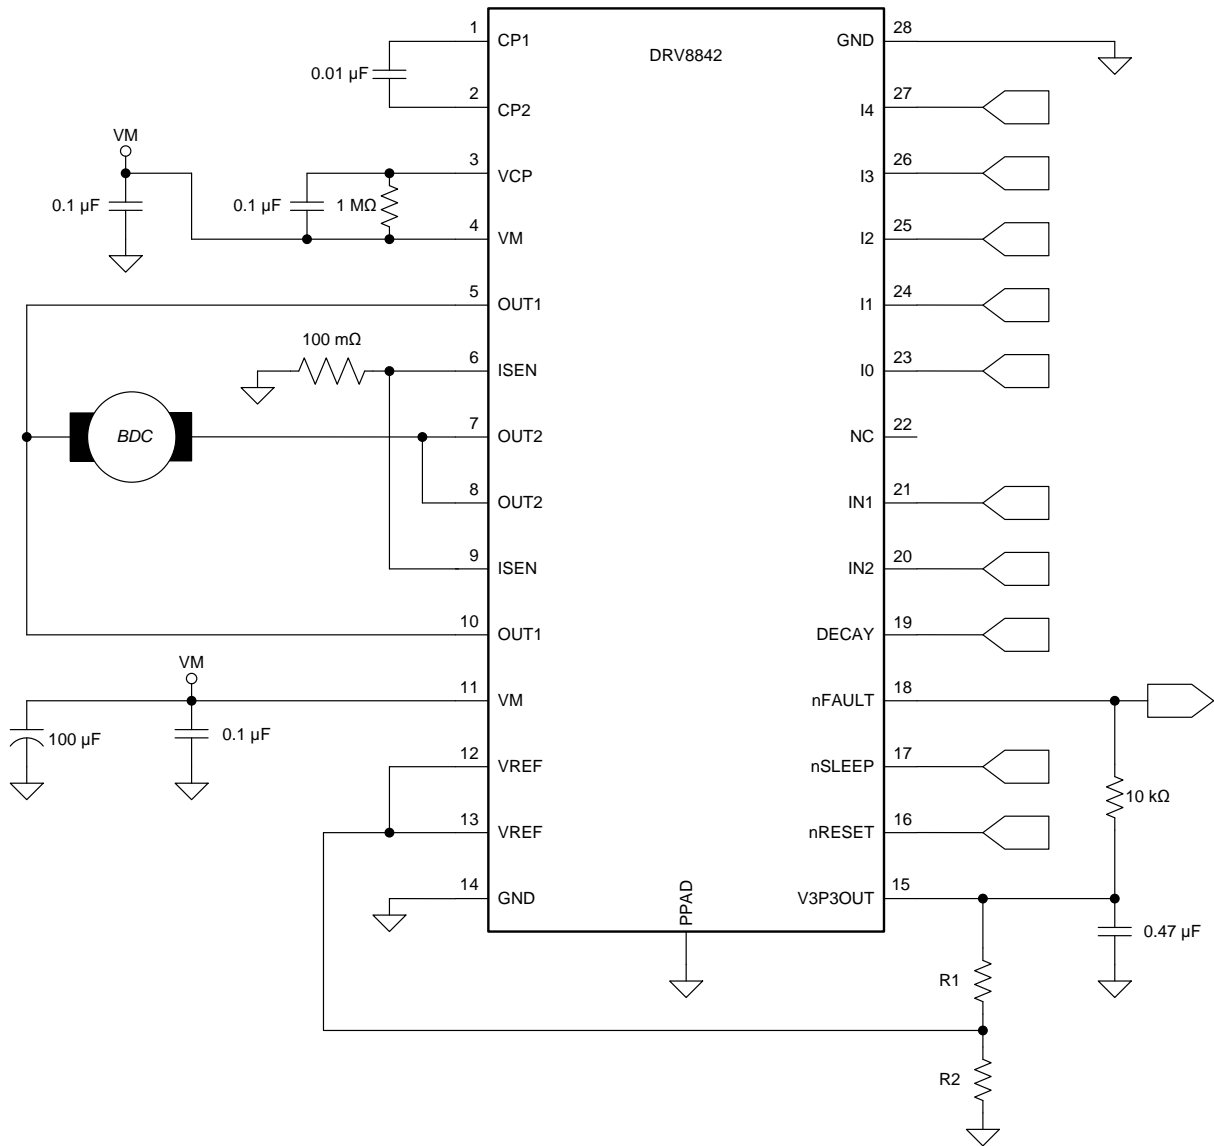 DRV8842
1
CP1
0.01 µF
2
CP2
VM
3
VCP
0.1 µF
0.1 µF
1 MΩ
4
VM
5
OUT1
100 mΩ
6
ISEN
BDC
7
OUT2
8
OUT2
9
ISEN
10
OUT1
VM
11
VM
100 µF
0.1 µF
12
VREF
13
VREF
14
GND
PPAD
28
GND
27
I4
26
I3
25
I2
24
I1
23
I0
22
NC
21
IN1
20
IN2
19
DECAY
18
nFAULT
17
nSLEEP
10 kΩ
16
nRESET
15
V3P3OUT
0.47 µF
R1
R2